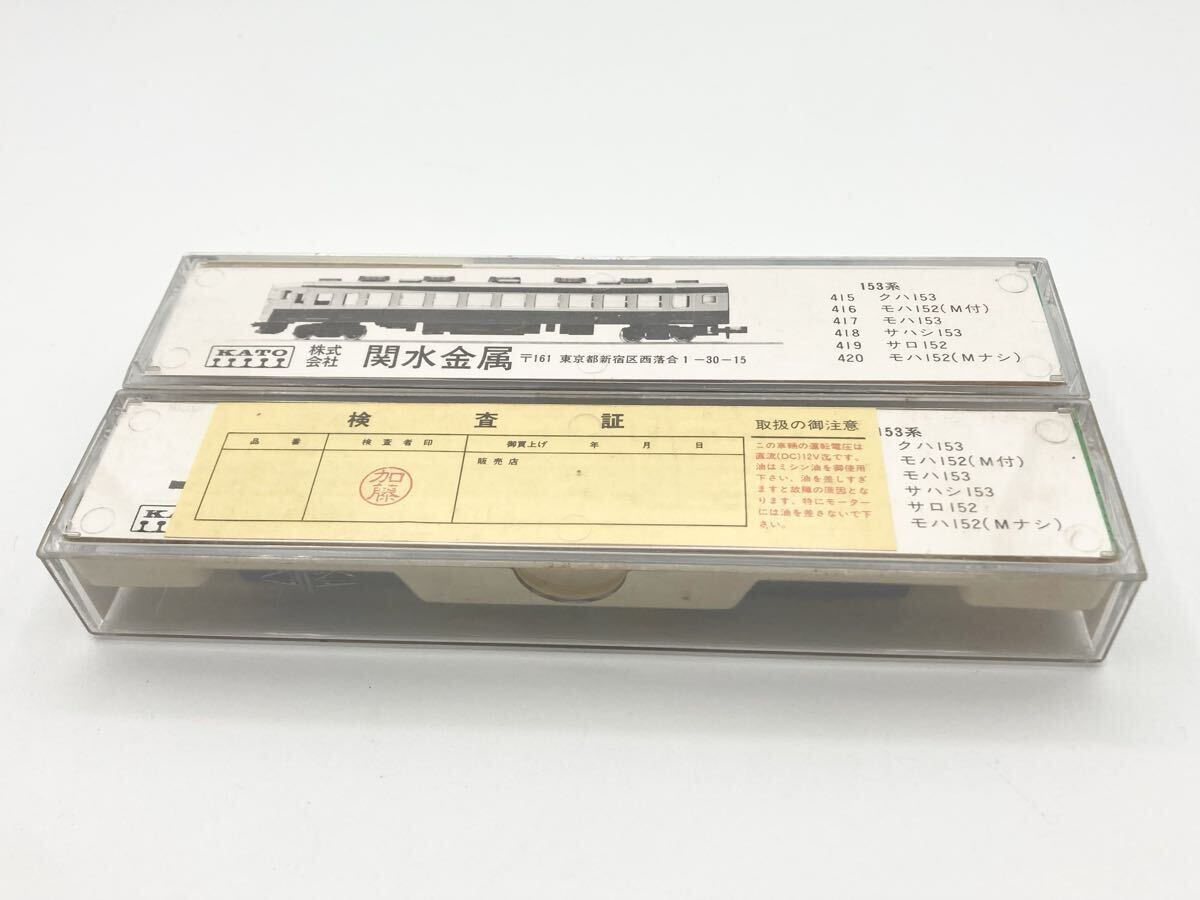 153系
415 クハ153
416 モハ152(M付)
417 モハ153
418 サハシ153
419 サロ152
420 モハ152(Mナシ)
KATO 株式会社 関水金属 〒161 東京都新宿区西落合1-30-15
検査証
品番 検査者印 御買上げ 年 月 日
加藤
販売店
取扱の御注意
この車輌の運転電圧は
直流(DC)12V迄です。
油はミシン油を御使用
下さい、油を差しすぎ
ますと故障の原因とな
ります、特にモーター
には油を差さないで下
さい。
153系
クハ153
モハ152(M付)
モハ153
サハシ153
サロ152
モハ152(Mナシ)
KATO